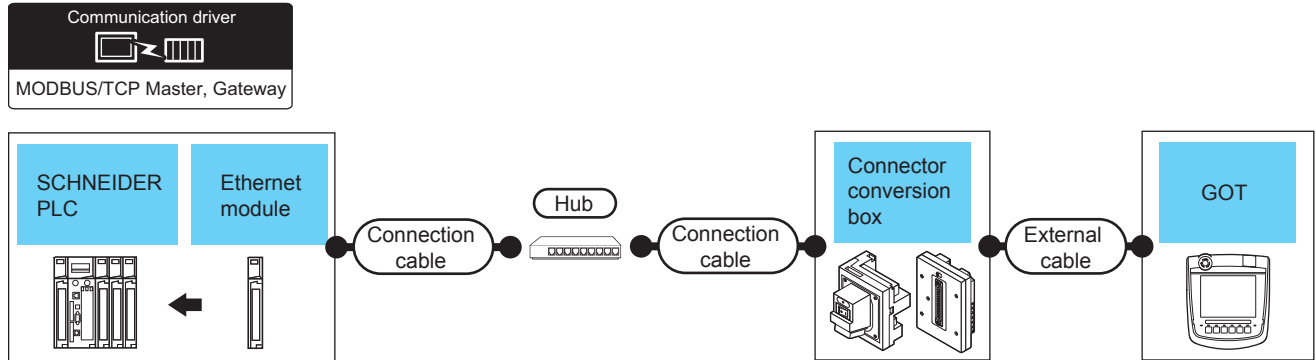 Communication driver
MODBUS/TCP Master, Gateway
SCHNEIDER
PLC
Ethernet
module
Connection
cable
Hub
Connection
cable
Connector
conversion
box
External
cable
GOT